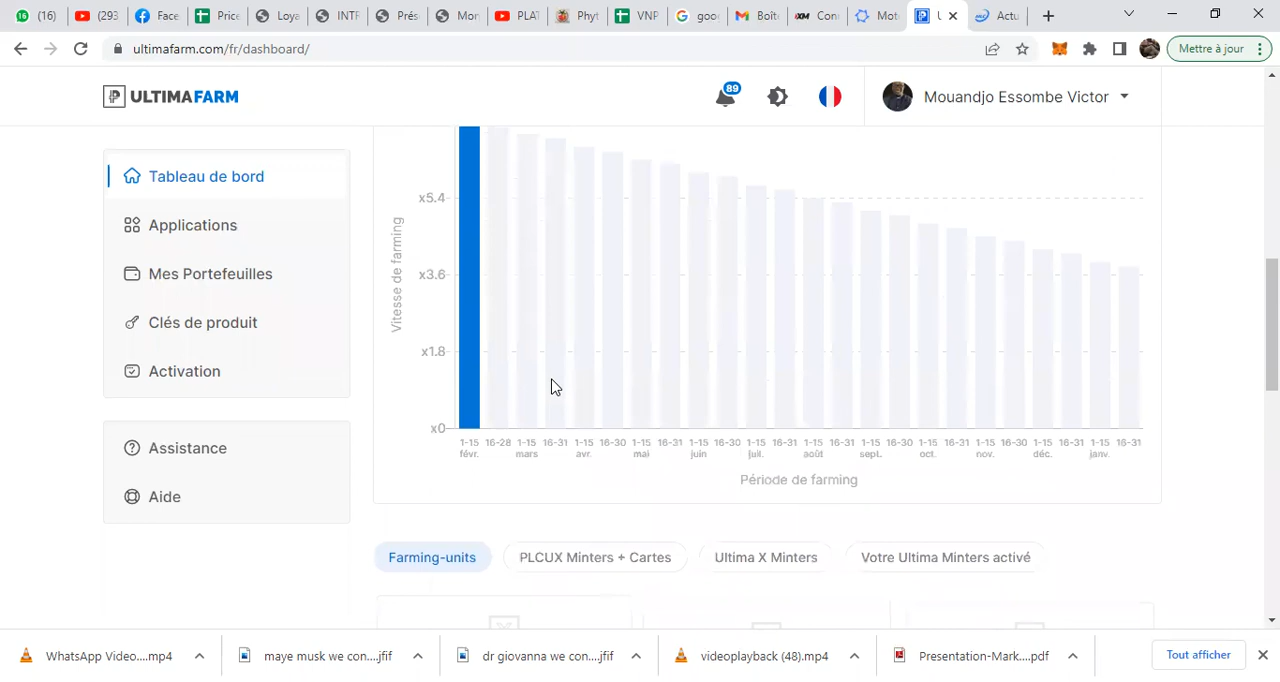 (16) (293 Face Price Loya INTR Prés Mon PLAT Phyt VNP goo Boît Con Mote U Actu
ultimafarm.com/fr/dashboard/ Mettre à jour
ULTIMAFARM 89 Mouandjo Essombe Victor
Tableau de bord
Applications
Mes Portefeuilles
Clés de produit
Activation
Assistance
Aide
Vitesse de farming
x5.4
x3.6
x1.8
x0
1-15 16-28 1-15 16-31 1-15 16-30 1-15 16-31 1-15 16-30 1-15 16-31 1-15 16-31 1-15 16-30 1-15 16-31 1-15 16-30 1-15 16-31 1-15 16-31
févr. mars avr. mai juin juil. août sept. oct. nov. déc. janv.
Période de farming
Farming-units PLCUX Minters + Cartes Ultima X Minters Votre Ultima Minters activé
WhatsApp Video....mp4 maye musk we con....jfif dr giovanna we con....jfif videoplayback (48).mp4 Presentation-Mark....pdf Tout afficher